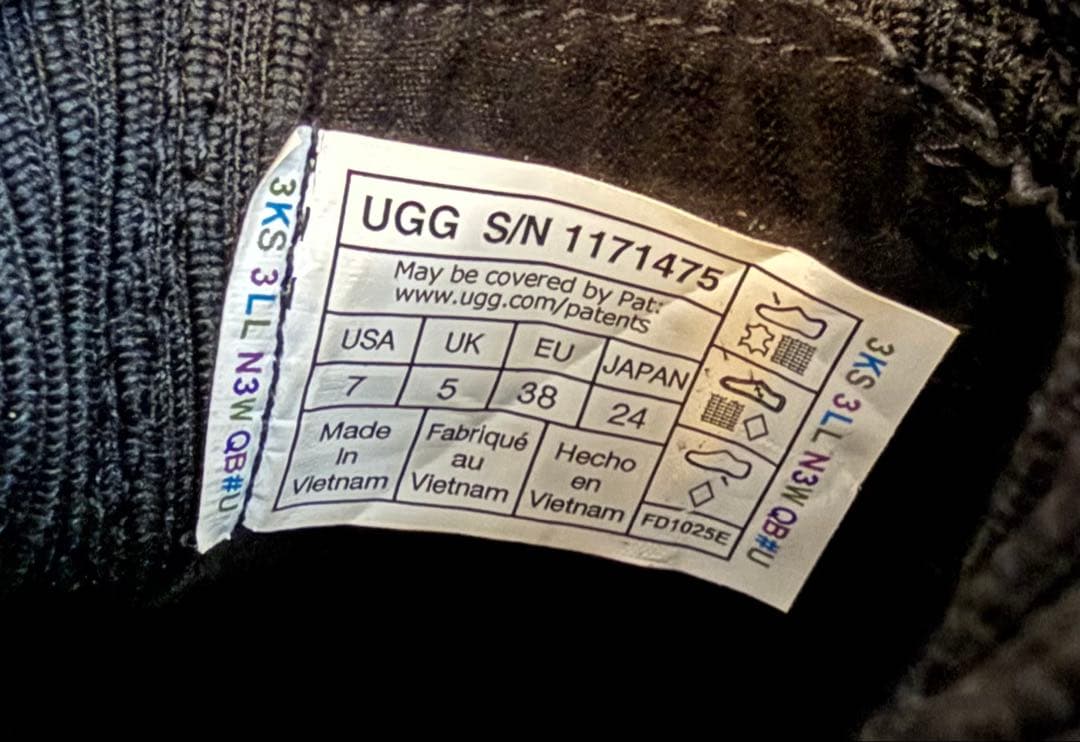 3KS 3LL N3W QB#U
UGG S/N 1171475
May be covered by Pat:
www.ugg.com/patents
USA UK EU JAPAN
7 5 38 24
Made
In
Vietnam
Fabriqué
au
Vietnam
Hecho
en
Vietnam
FD1025E
3KS 3LL N3W QB#U